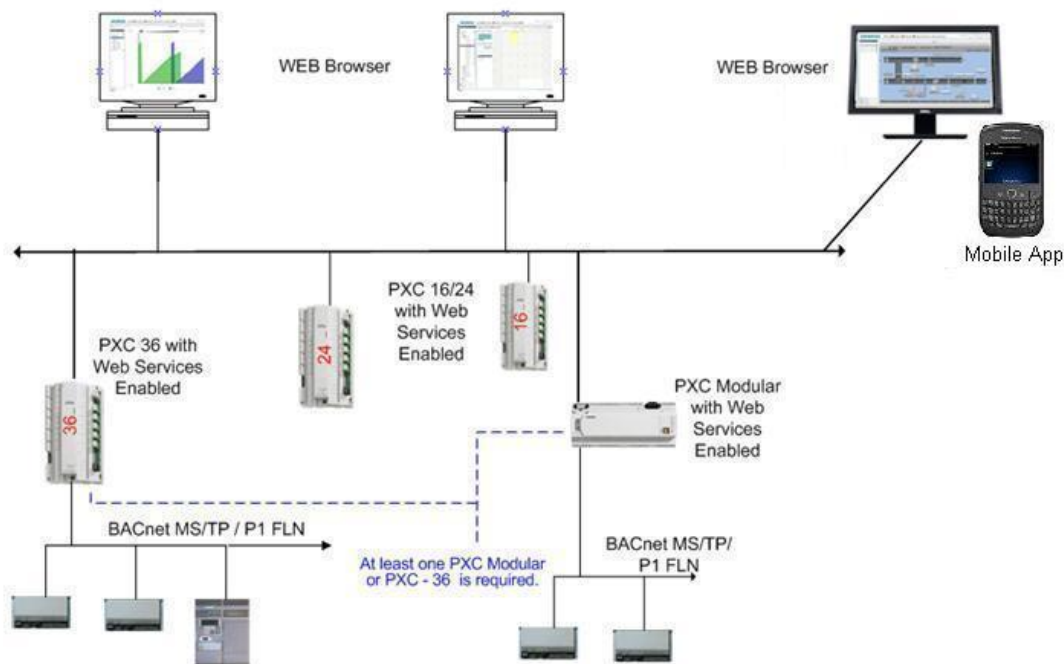 WEB Browser
WEB Browser
Mobile App
PXC 36 with
Web Services
Enabled
36
24
PXC 16/24
with Web
Services
Enabled
16
PXC Modular
with Web
Services
Enabled
BACnet MS/TP / P1 FLN
At least one PXC Modular
or PXC - 36 is required.
BACnet MS/TP/
P1 FLN